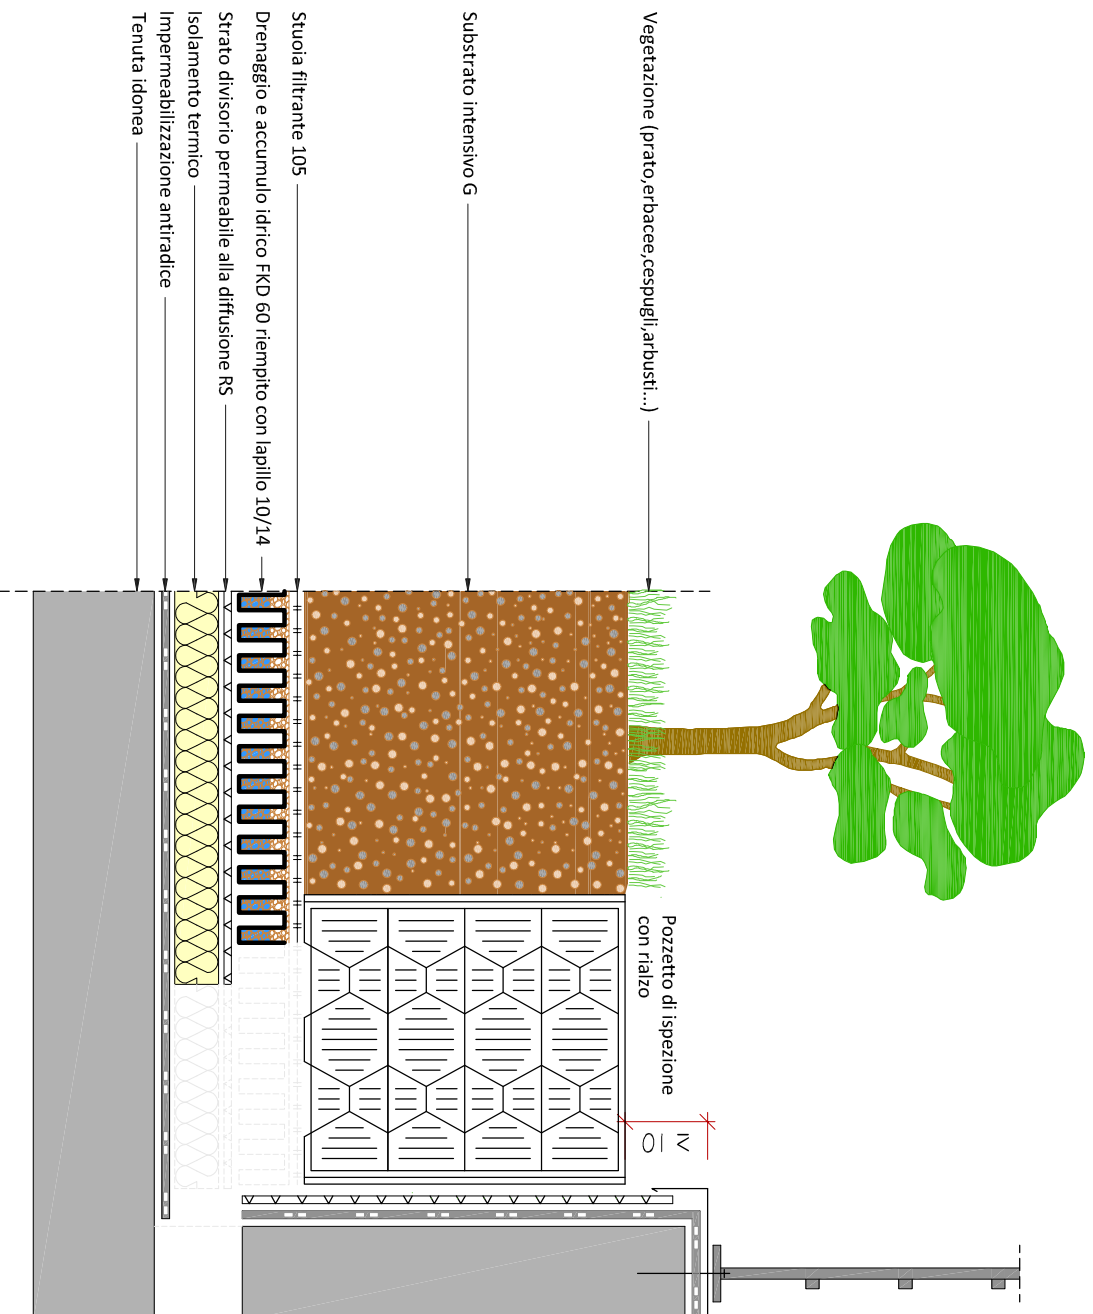 Vegetazione (prato,erbacee,cespugli,arbusti...)
Substrato intensivo G
Stuoia filtrante 105
Drenaggio e accumulo idrico FKD 60 riempito con lapillo 10/14
Strato divisorio permeabile alla diffusione RS
Isolamento termico
Impermeabilizzazione antiradice
Tenuta idonea
Pozzetto di ispezione
con rialzo
≥ 10